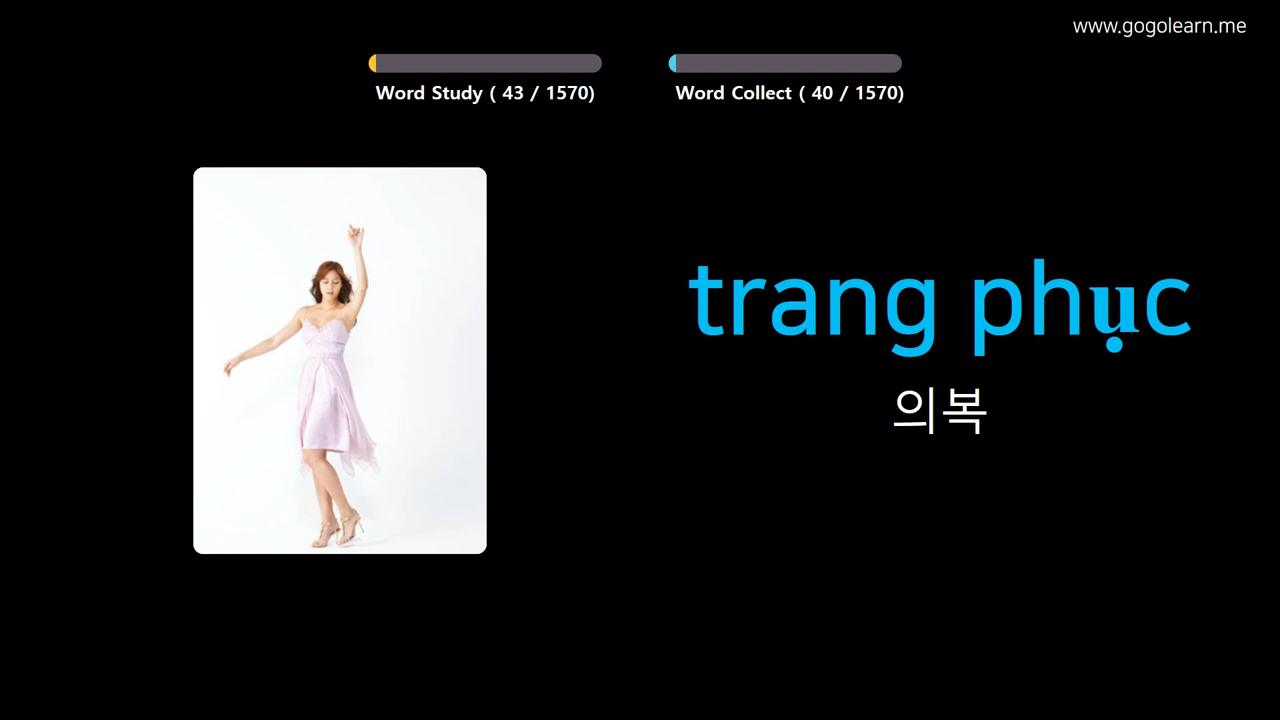 www.gogolearn.me
Word Study ( 43 / 1570)
Word Collect ( 40 / 1570)
trang phục
의복